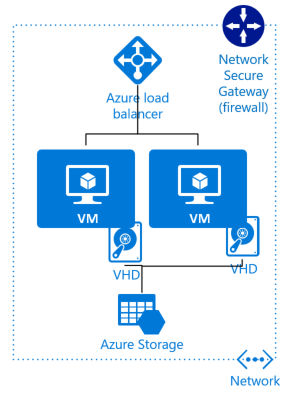 Network
Secure
Gateway
(firewall)
Azure load
balancer
VM
VM
VHD
VHD
Azure Storage
Network